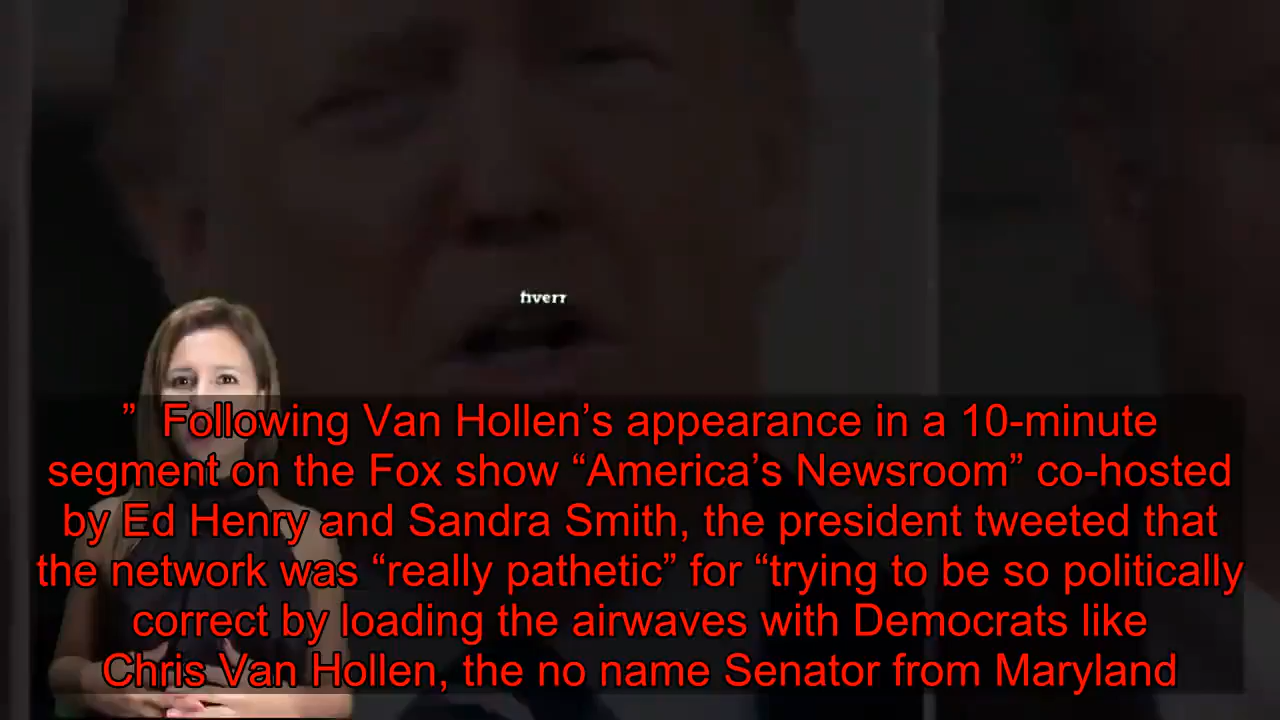 fiverr
” Following Van Hollen’s appearance in a 10-minute
segment on the Fox show “America’s Newsroom” co-hosted
by Ed Henry and Sandra Smith, the president tweeted that
the network was “really pathetic” for “trying to be so politically
correct by loading the airwaves with Democrats like
Chris Van Hollen, the no name Senator from Maryland